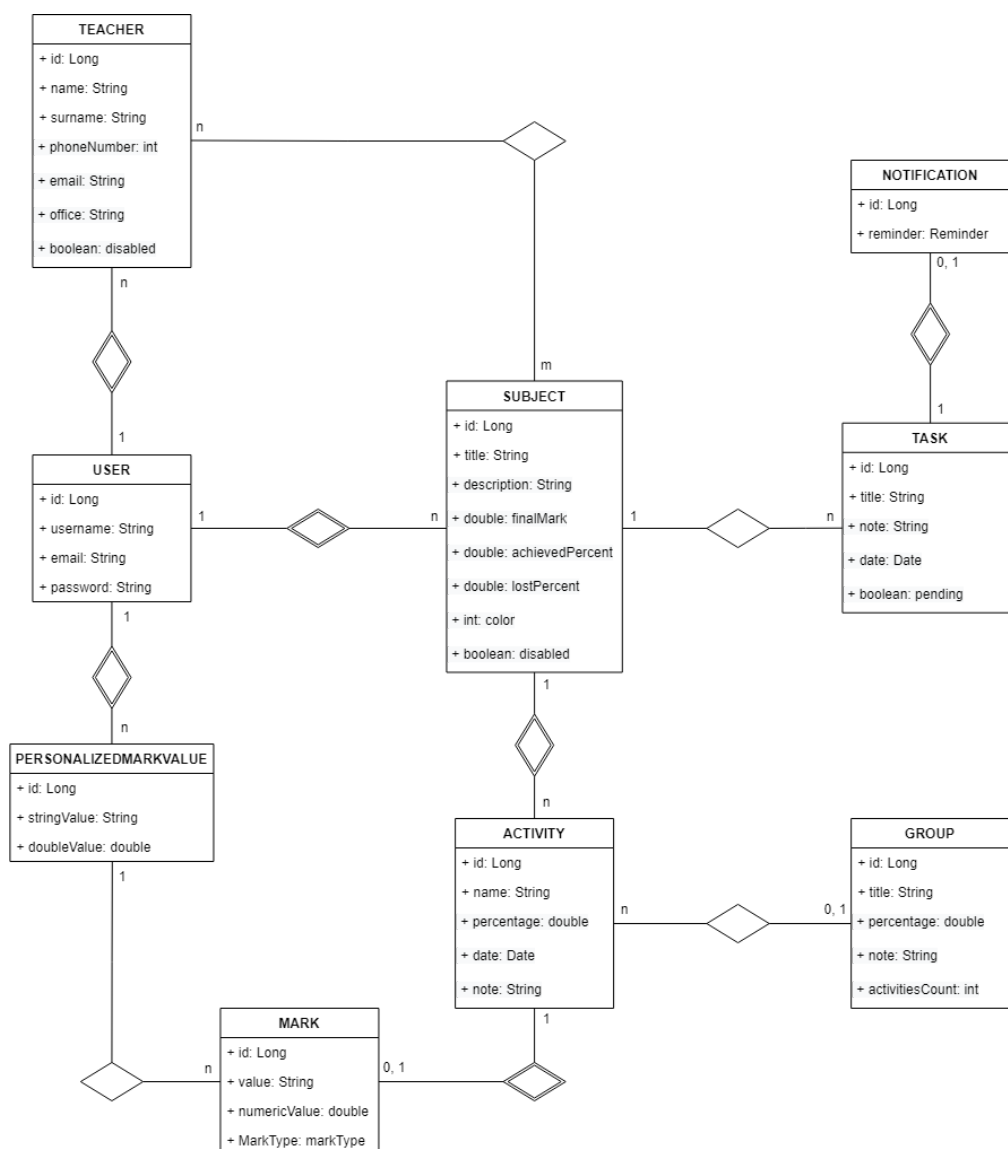 TEACHER
+ id: Long
+ name: String
+ surname: String
+ phoneNumber: int
+ email: String
+ office: String
+ boolean: disabled
n
m
n
1
NOTIFICATION
+ id: Long
+ reminder: Reminder
0, 1
1
USER
+ id: Long
+ username: String
+ email: String
+ password: String
1
n
1
n
SUBJECT
+ id: Long
+ title: String
+ description: String
+ double: finalMark
+ double: achievedPercent
+ double: lostPercent
+ int: color
+ boolean: disabled
1
n
1
n
TASK
+ id: Long
+ title: String
+ note: String
+ date: Date
+ boolean: pending
PERSONALIZEDMARKVALUE
+ id: Long
+ stringValue: String
+ doubleValue: double
1
n
ACTIVITY
+ id: Long
+ name: String
+ percentage: double
+ date: Date
+ note: String
n
0, 1
1
0, 1
GROUP
+ id: Long
+ title: String
+ percentage: double
+ note: String
+ activitiesCount: int
MARK
+ id: Long
+ value: String
+ numericValue: double
+ MarkType: markType